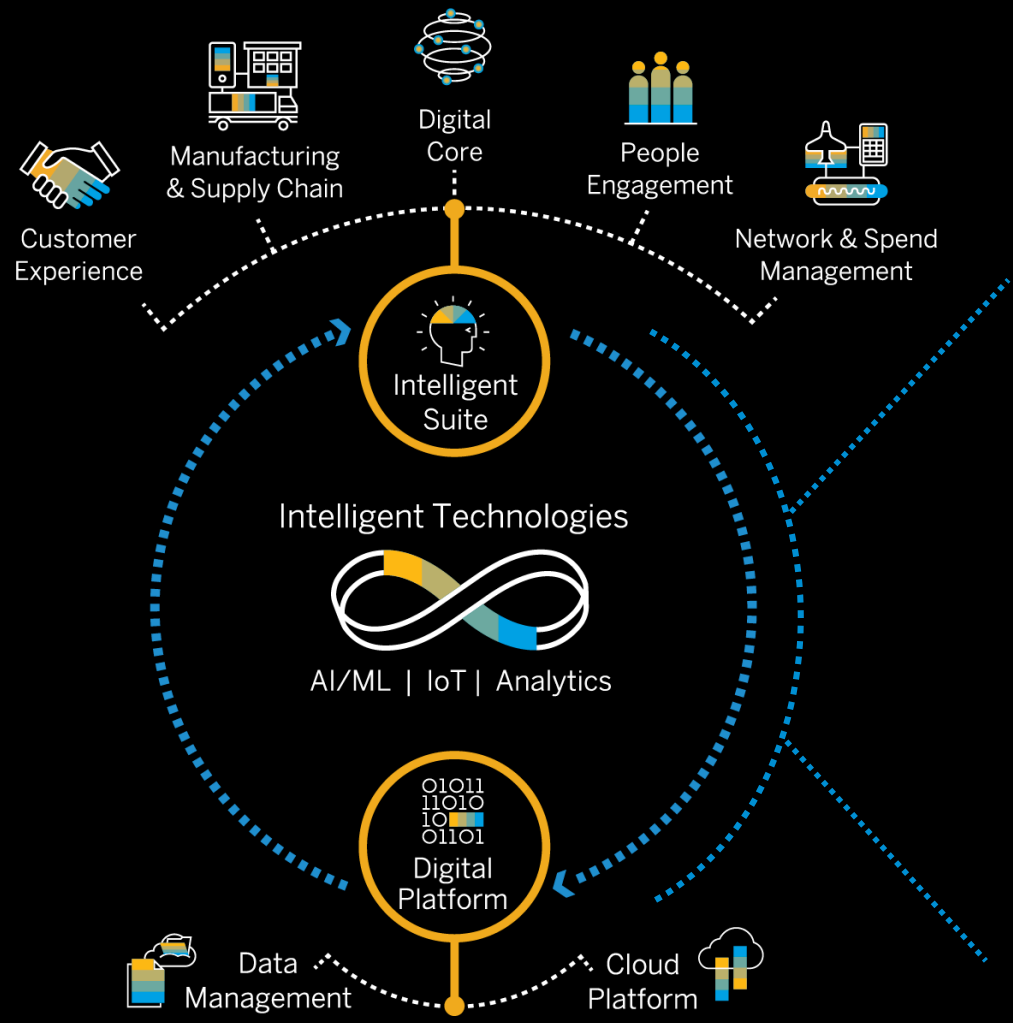 Digital
Core
Manufacturing
& Supply Chain
People
Engagement
Customer
Experience
Network & Spend
Management
Intelligent
Suite
Intelligent Technologies
AI/ML | IoT | Analytics
01011
11010
10
01101
Digital
Platform
Data
Management
Cloud
Platform